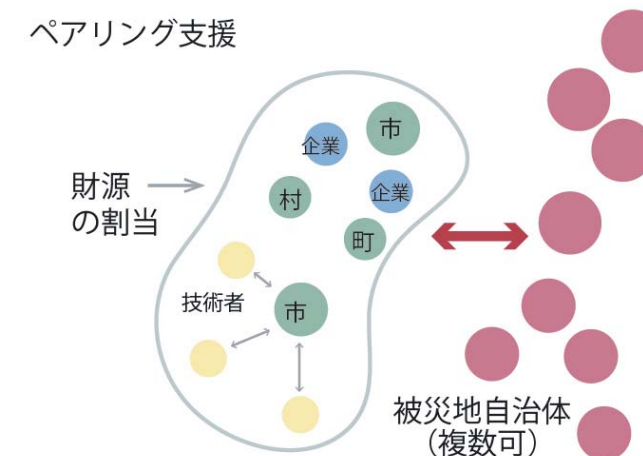 ペアリング支援
市
企業
企業
村
町
財源
の割当
技術者
市
被災地自治体
（複数可）